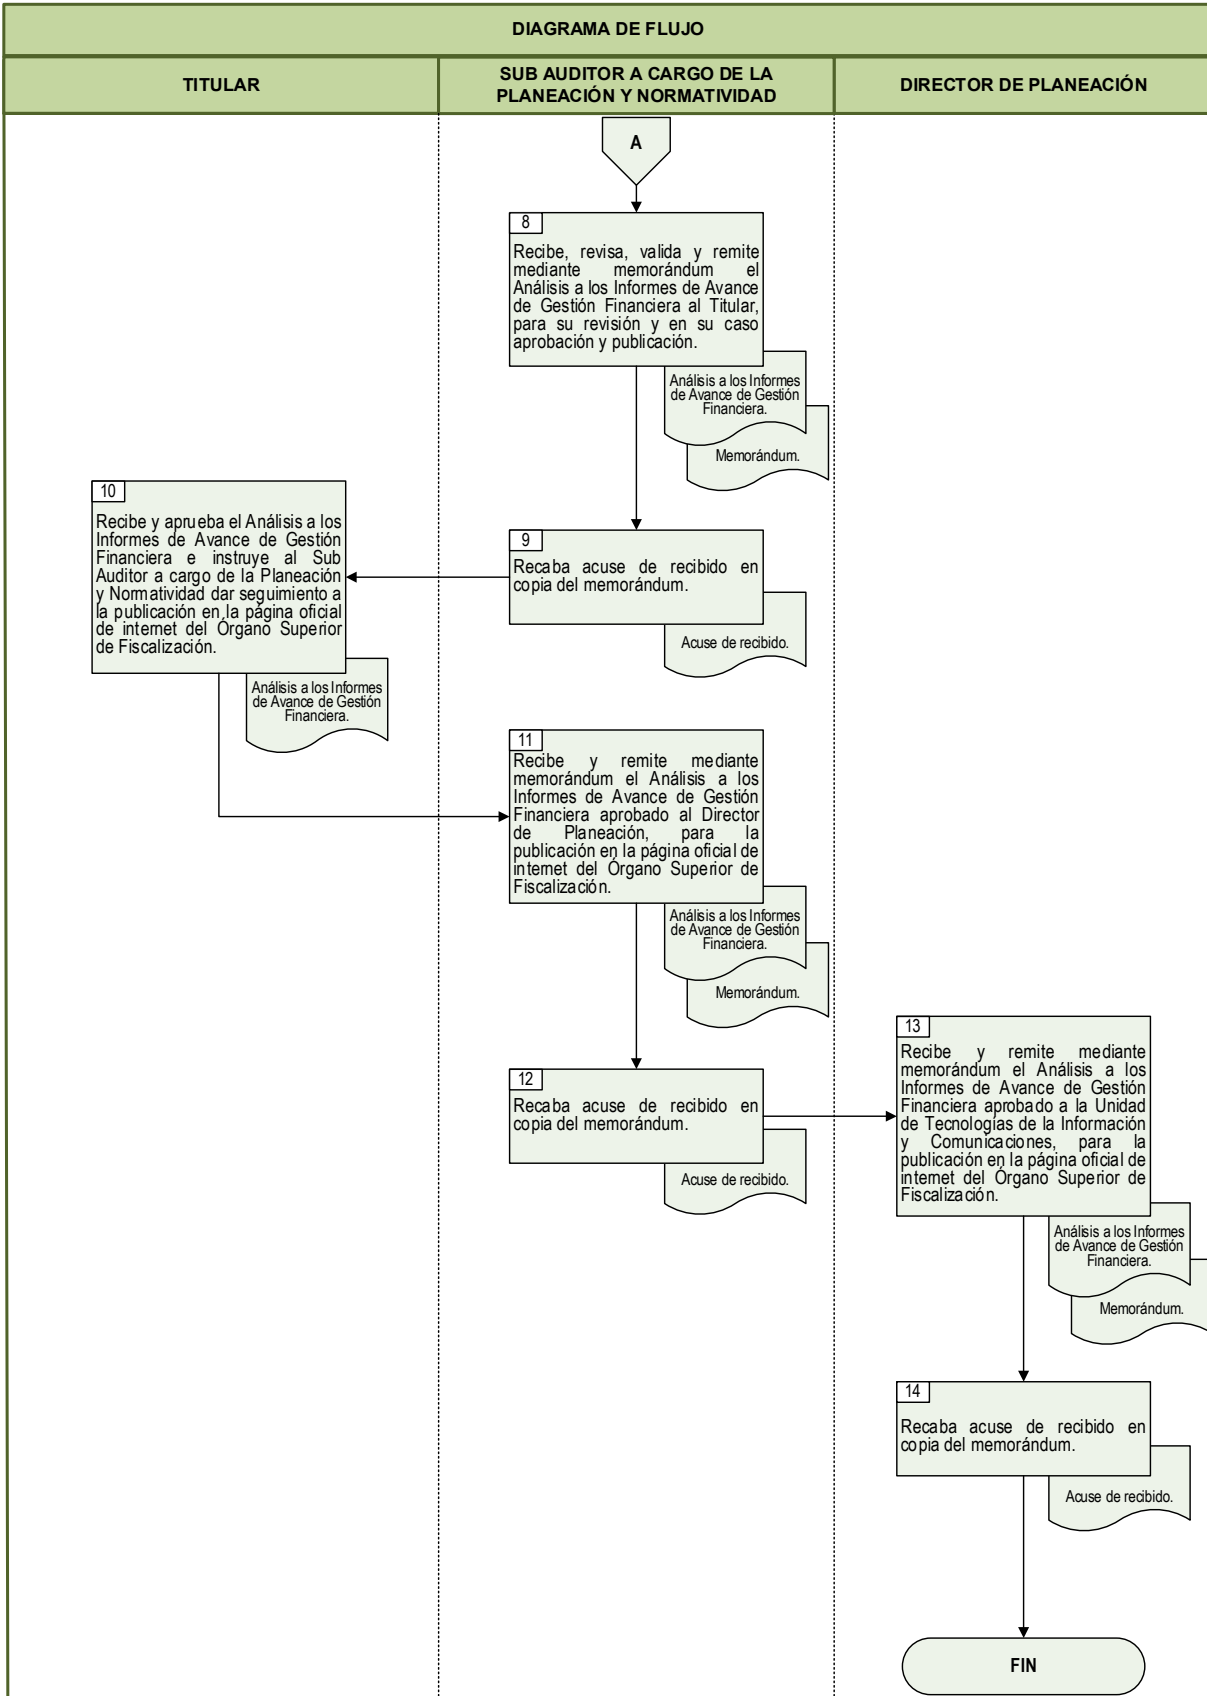 DIAGRAMA DE FLUJO
TITULAR
SUB AUDITOR A CARGO DE LA
PLANEACIÓN Y NORMATIVIDAD
DIRECTOR DE PLANEACIÓN
A
8
Recibe, revisa, valida y remite
mediante memorándum el
Análisis a los Informes de Avance
de Gestión Financiera al Titular,
para su revisión y en su caso
aprobación y publicación.
Análisis a los Informes
de Avance de Gestión
Financiera.
Memorándum.
9
Recaba acuse de recibido en
copia del memorándum.
Acuse de recibido.
10
Recibe y aprueba el Análisis a los
Informes de Avance de Gestión
Financiera e instruye al Sub
Auditor a cargo de la Planeación
y Normatividad dar seguimiento a
la publicación en la página oficial
de internet del Órgano Superior
de Fiscalización.
Análisis a los Informes
de Avance de Gestión
Financiera.
11
Recibe y remite mediante
memorándum el Análisis a los
Informes de Avance de Gestión
Financiera aprobado al Director
de Planeación, para la
publicación en la página oficial de
internet del Órgano Superior de
Fiscalización.
Análisis a los Informes
de Avance de Gestión
Financiera.
Memorándum.
12
Recaba acuse de recibido en
copia del memorándum.
Acuse de recibido.
13
Recibe y remite mediante
memorándum el Análisis a los
Informes de Avance de Gestión
Financiera aprobado a la Unidad
de Tecnologías de la Información
y Comunicaciones, para la
publicación en la página oficial de
internet del Órgano Superior de
Fiscalización.
Análisis a los Informes
de Avance de Gestión
Financiera.
Memorándum.
14
Recaba acuse de recibido en
copia del memorándum.
Acuse de recibido.
FIN